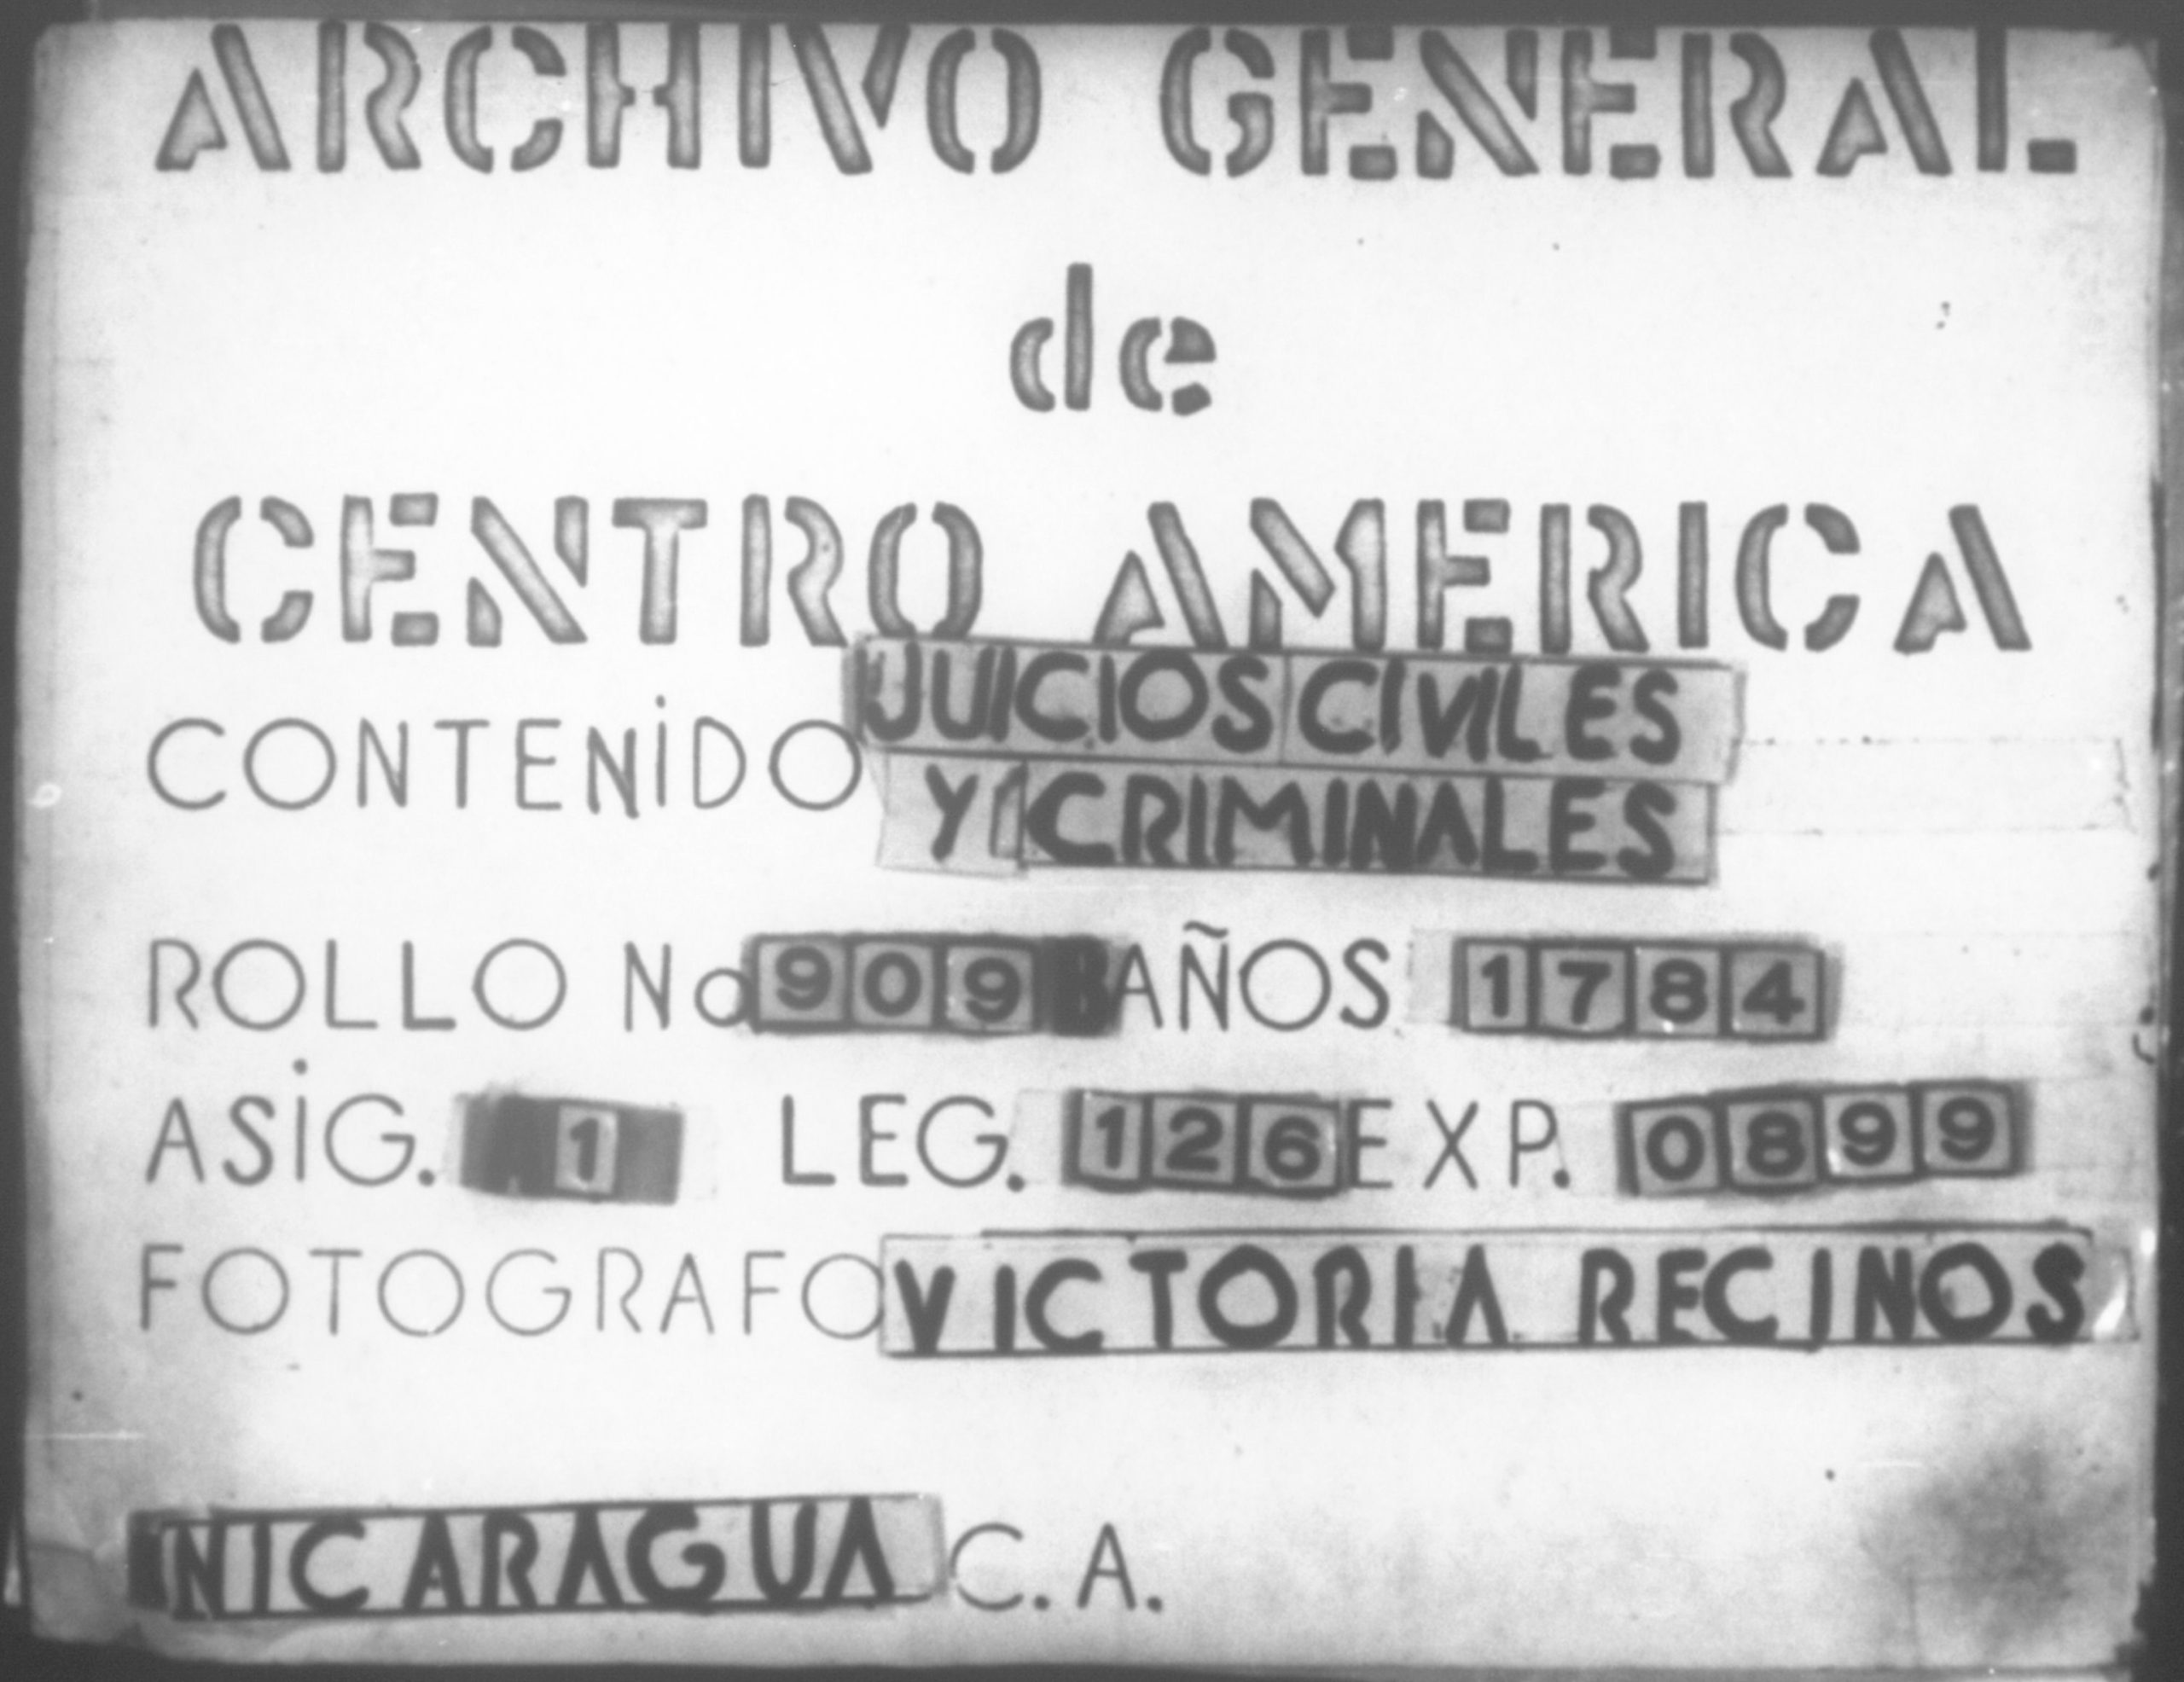 ARCHIVO GENERAL
de
CENTRO AMERICA
CONTENIDO JUICIOS CIVILES
Y CRIMINALES
ROLLO No 909 B AÑOS 1784
ASIG. 1 LEG. 126 EXP. 0899
FOTOGRAFO VICTORIA RECINOS
NICARAGUA C.A.